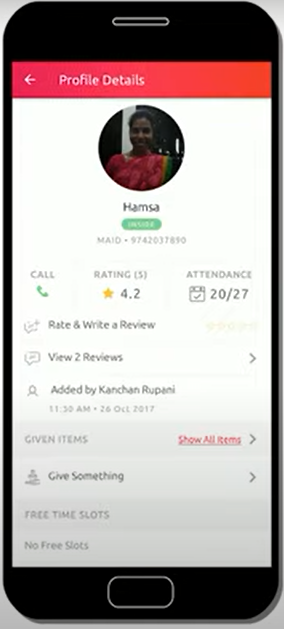 Profile Details
Hamsa
INSIDE
MAID • 9742037890
CALL
RATING (5)
ATTENDANCE
4.2
20/27
Rate & Write a Review
View 2 Reviews
Added by Kanchan Rupani
11:30 AM • 26 Oct 2017
GIVEN ITEMS
Show All Items
Give Something
FREE TIME SLOTS
No Free Slots